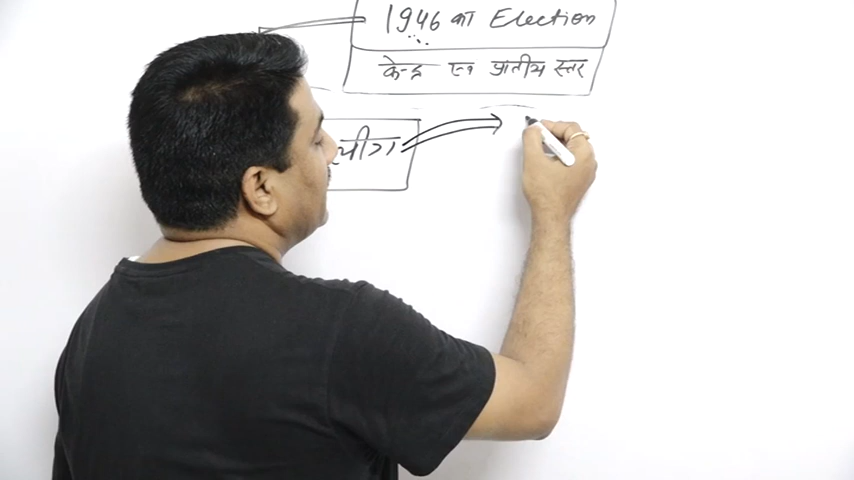 1946 का Election
केन्द्र एवं प्रांतीय स्तर
लीग